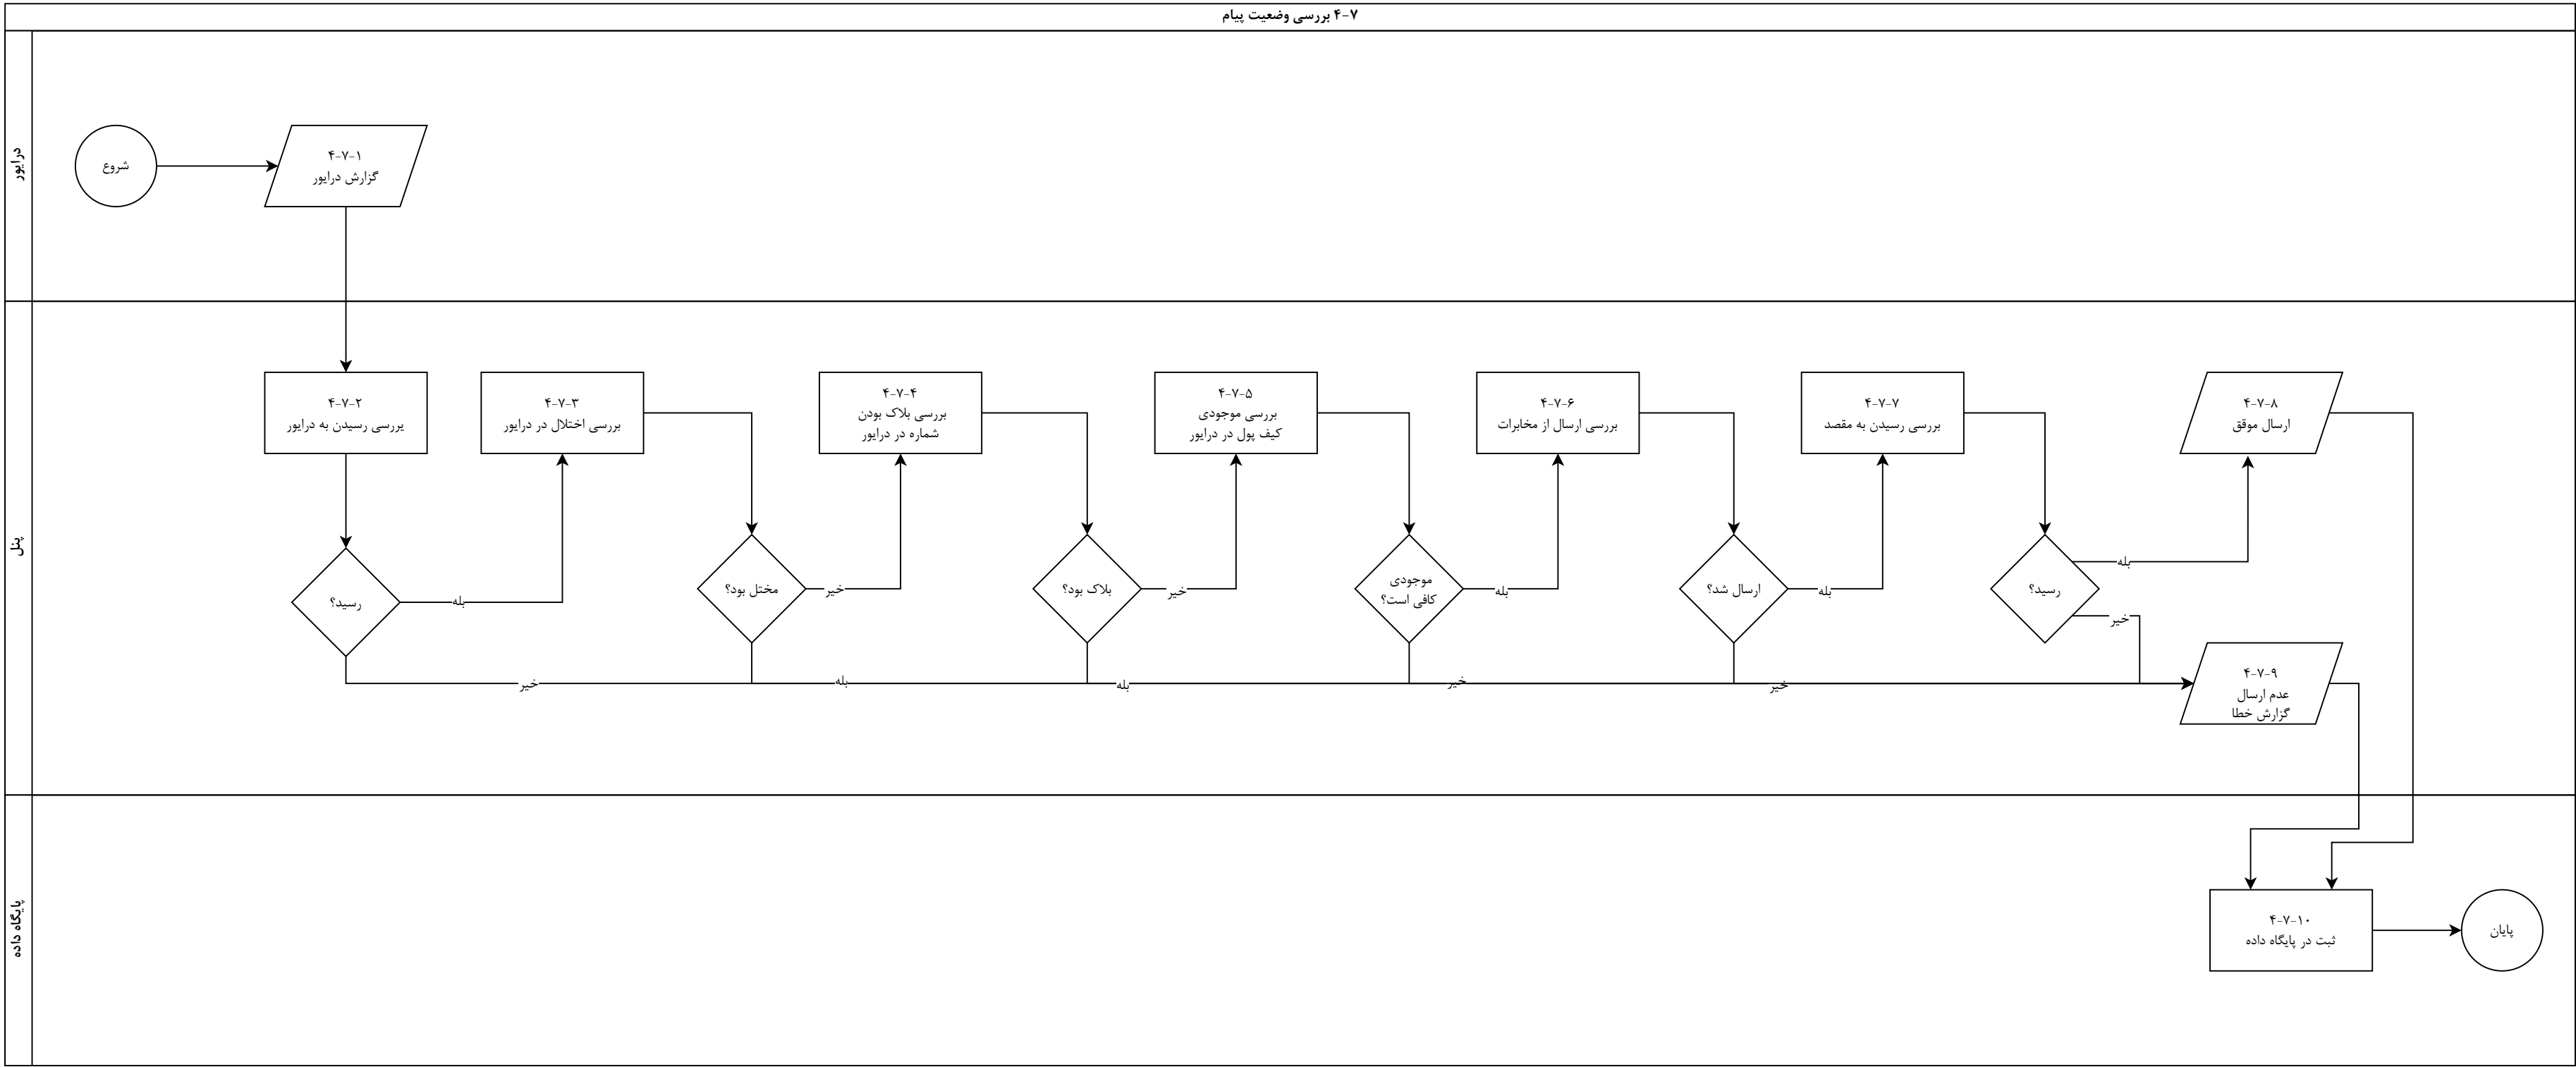 ۴-۷ بررسی وضعیت پیام
درایور
شروع
۴-۷-۱
گزارش درایور
پنل
۴-۷-۲
یررسی رسیدن به درایور
رسید؟
بله
خیر
۴-۷-۳
بررسی اختلال در درایور
مختل بود؟
خیر
بله
۴-۷-۴
بررسی بلاک بودن
شماره در درایور
بلاک بود؟
خیر
بله
۴-۷-۵
بررسی موجودی
کیف پول در درایور
موجودی
کافی است؟
بله
خیر
۴-۷-۶
بررسی ارسال از مخابرات
ارسال شد؟
بله
خیر
۴-۷-۷
بررسی رسیدن به مقصد
رسید؟
بله
خیر
۴-۷-۸
ارسال موفق
۴-۷-۹
عدم ارسال
گزارش خطا
پایگاه داده
۴-۷-۱۰
ثبت در پایگاه داده
پایان